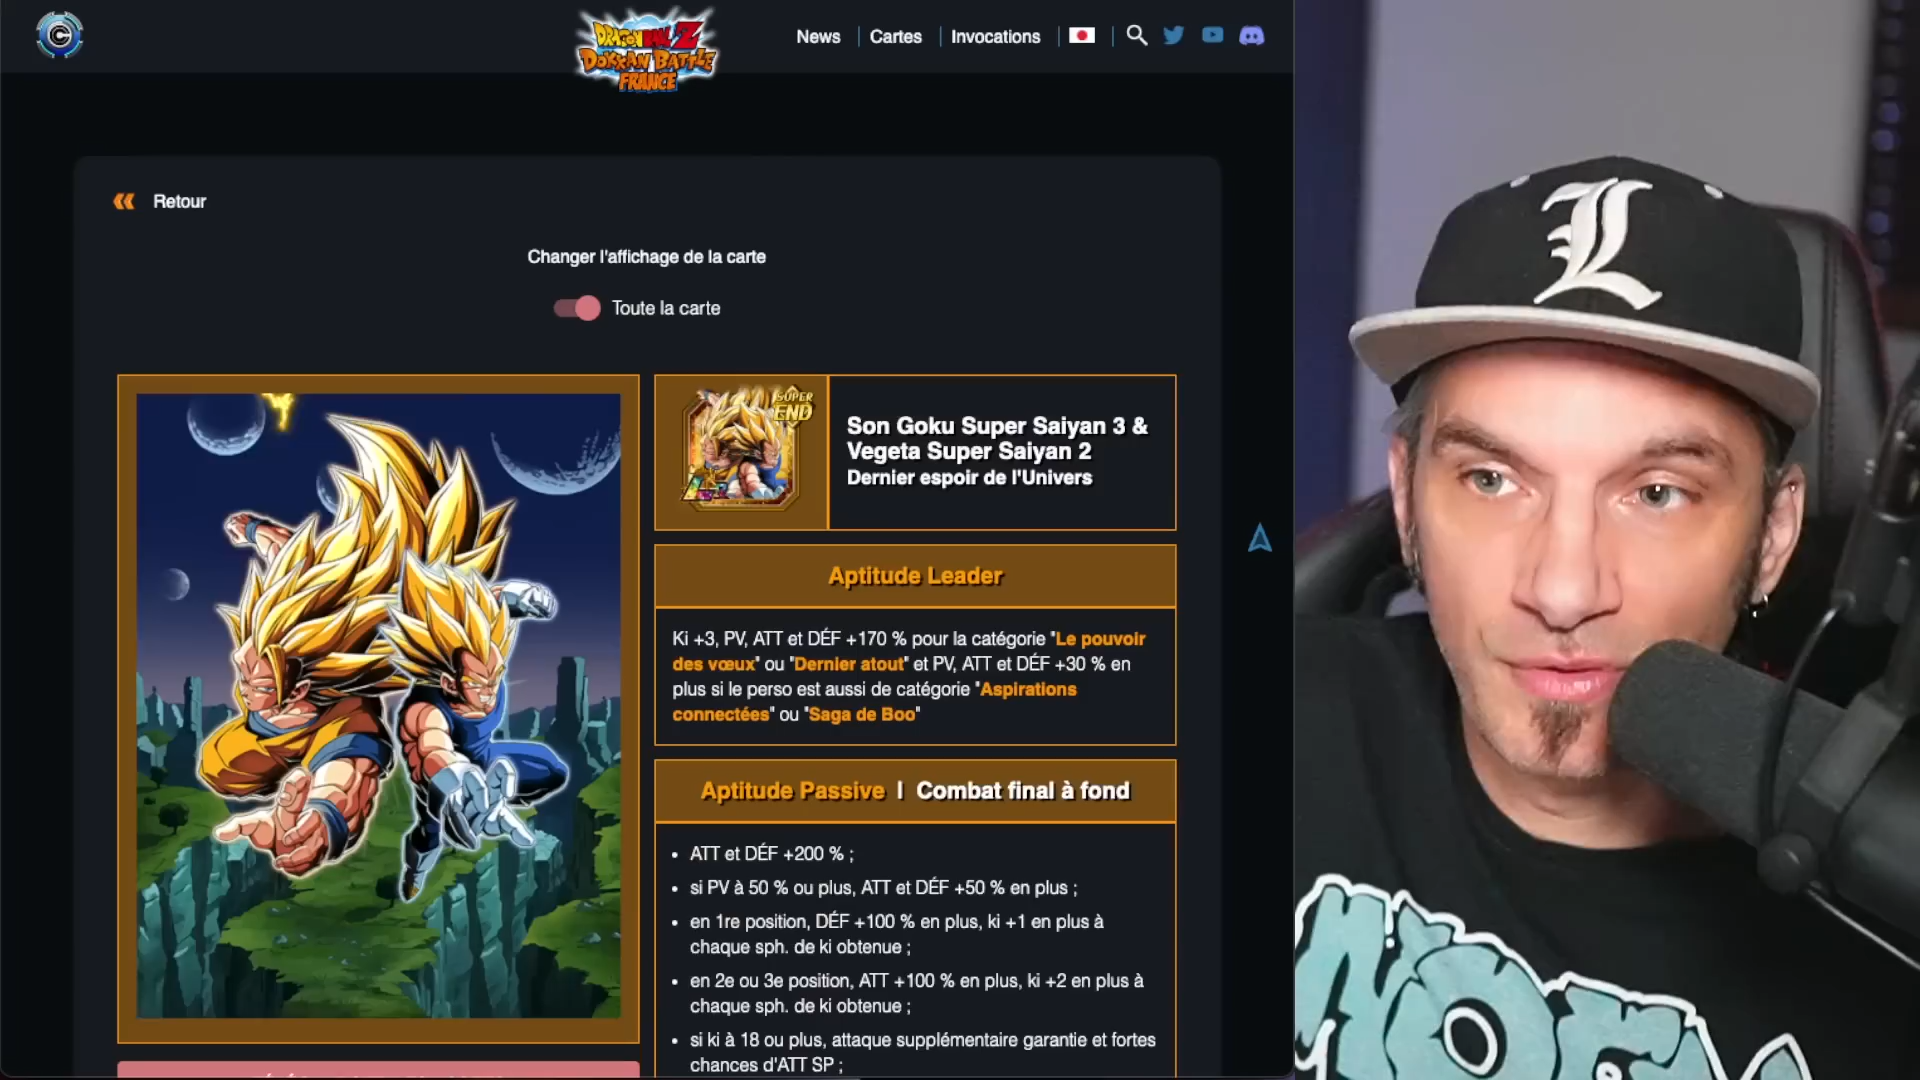 DRAGON BALL Z
DOKKAN BATTLE
FRANCE
News
Cartes
Invocations
Retour
Changer l'affichage de la carte
Toute la carte
SUPER
END
Son Goku Super Saiyan 3 &
Vegeta Super Saiyan 2
Dernier espoir de l'Univers
Aptitude Leader
Ki +3, PV, ATT et DÉF +170 % pour la catégorie "Le pouvoir
des vœux" ou "Dernier atout" et PV, ATT et DÉF +30 % en
plus si le perso est aussi de catégorie "Aspirations
connectées" ou "Saga de Boo"
Aptitude Passive | Combat final à fond
• ATT et DÉF +200 % ;
• si PV à 50 % ou plus, ATT et DÉF +50 % en plus ;
• en 1re position, DÉF +100 % en plus, ki +1 en plus à
chaque sph. de ki obtenue ;
• en 2e ou 3e position, ATT +100 % en plus, ki +2 en plus à
chaque sph. de ki obtenue ;
• si ki à 18 ou plus, attaque supplémentaire garantie et fortes
chances d'ATT SP ;
L